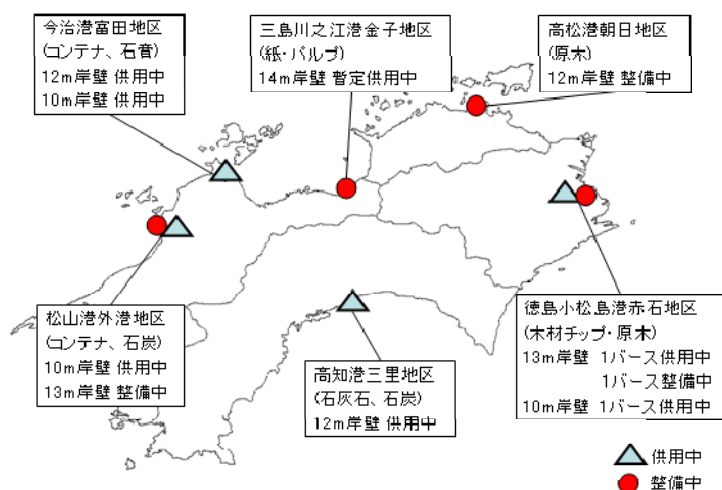 今治港富田地区
(コンテナ、石膏)
12m岸壁 供用中
10m岸壁 供用中
三島川之江港金子地区
(紙・パルプ)
14m岸壁 暫定供用中
高松港朝日地区
(原木)
12m岸壁 整備中
松山港外港地区
(コンテナ、石炭)
10m岸壁 供用中
13m岸壁 整備中
高知港三里地区
(石灰石、石炭)
12m岸壁 供用中
徳島小松島港赤石地区
(木材チップ・原木)
13m岸壁 1バース供用中
1バース整備中
10m岸壁 1バース供用中
供用中
整備中